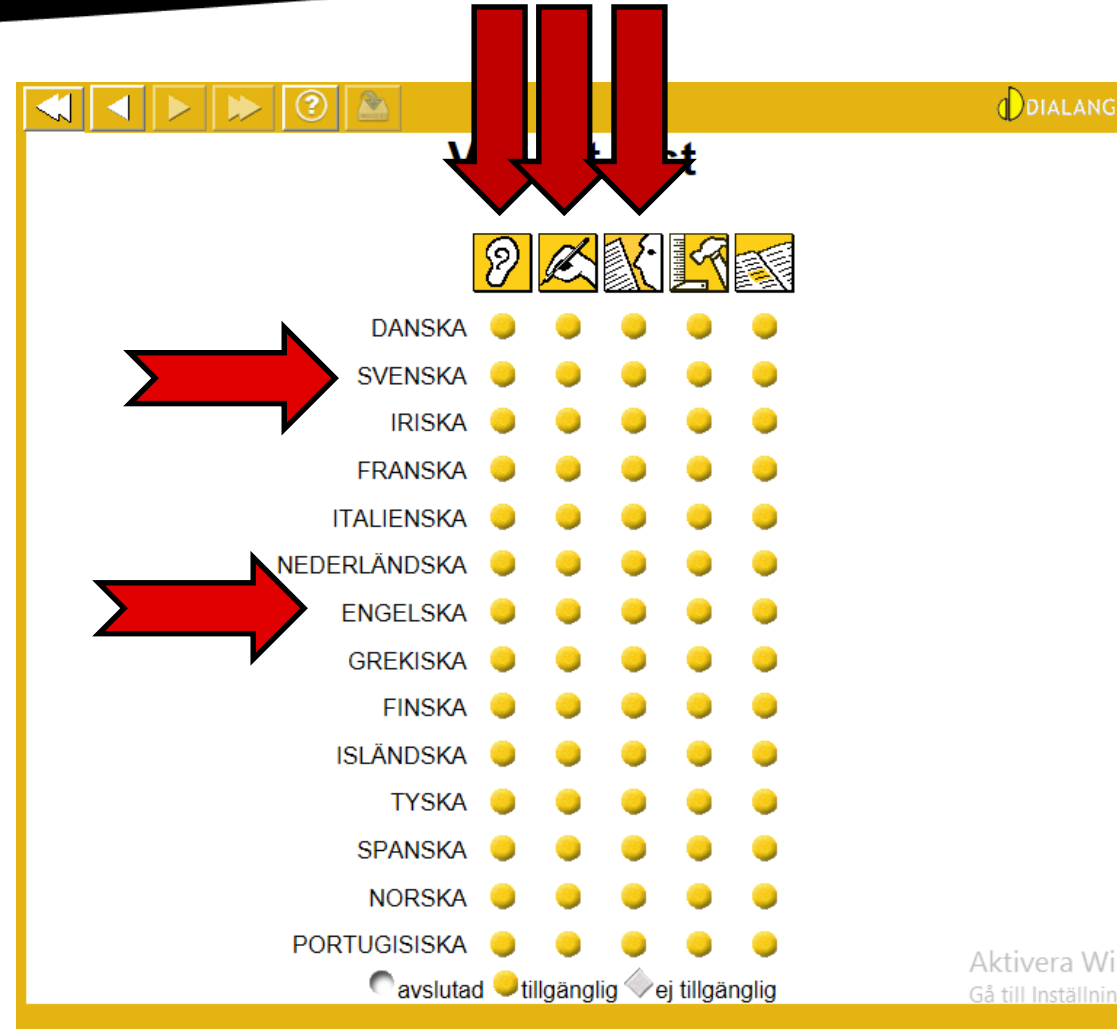 DIALANG
DANSKA
SVENSKA
IRISKA
FRANSKA
ITALIENSKA
NEDERLÄNDSKA
ENGELSKA
GREKISKA
FINSKA
ISLÄNDSKA
TYSKA
SPANSKA
NORSKA
PORTUGISISKA
avslutad tillgänglig ej tillgänglig
Aktivera Wi
Gå till Inställnin